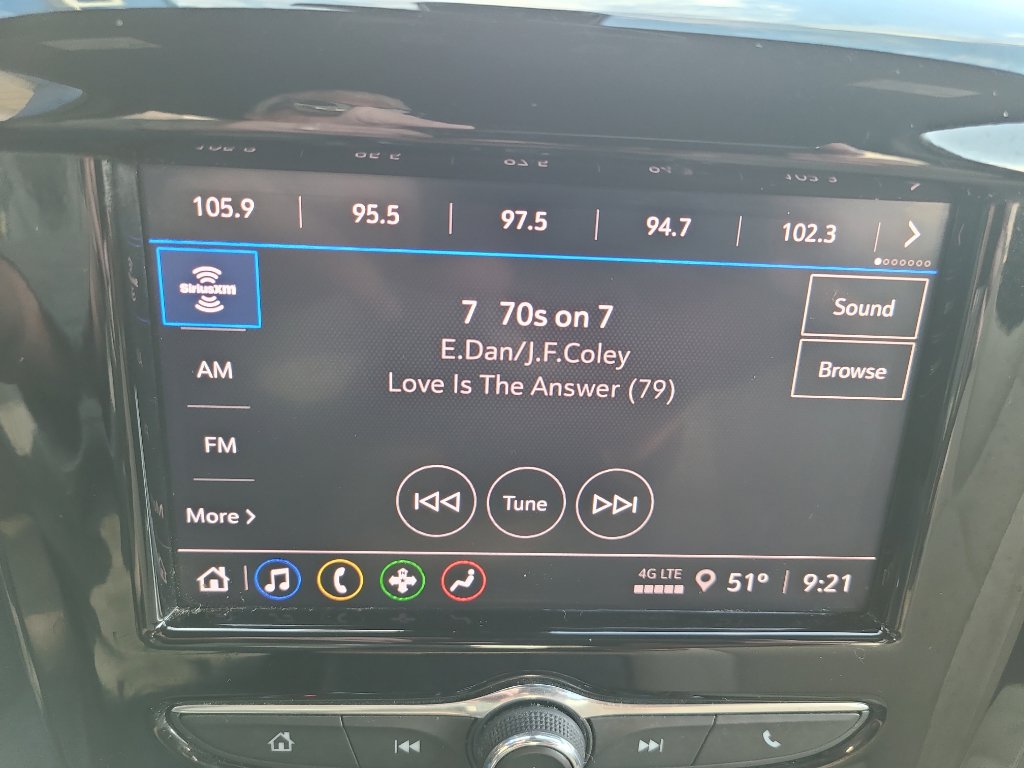 105.9 | 95.5 | 97.5 | 94.7 | 102.3
SiriusXM
AM
FM
More
7 70s on 7
E.Dan/J.F.Coley
Love Is The Answer (79)
Sound
Browse
Tune
4G LTE
51°
9:21